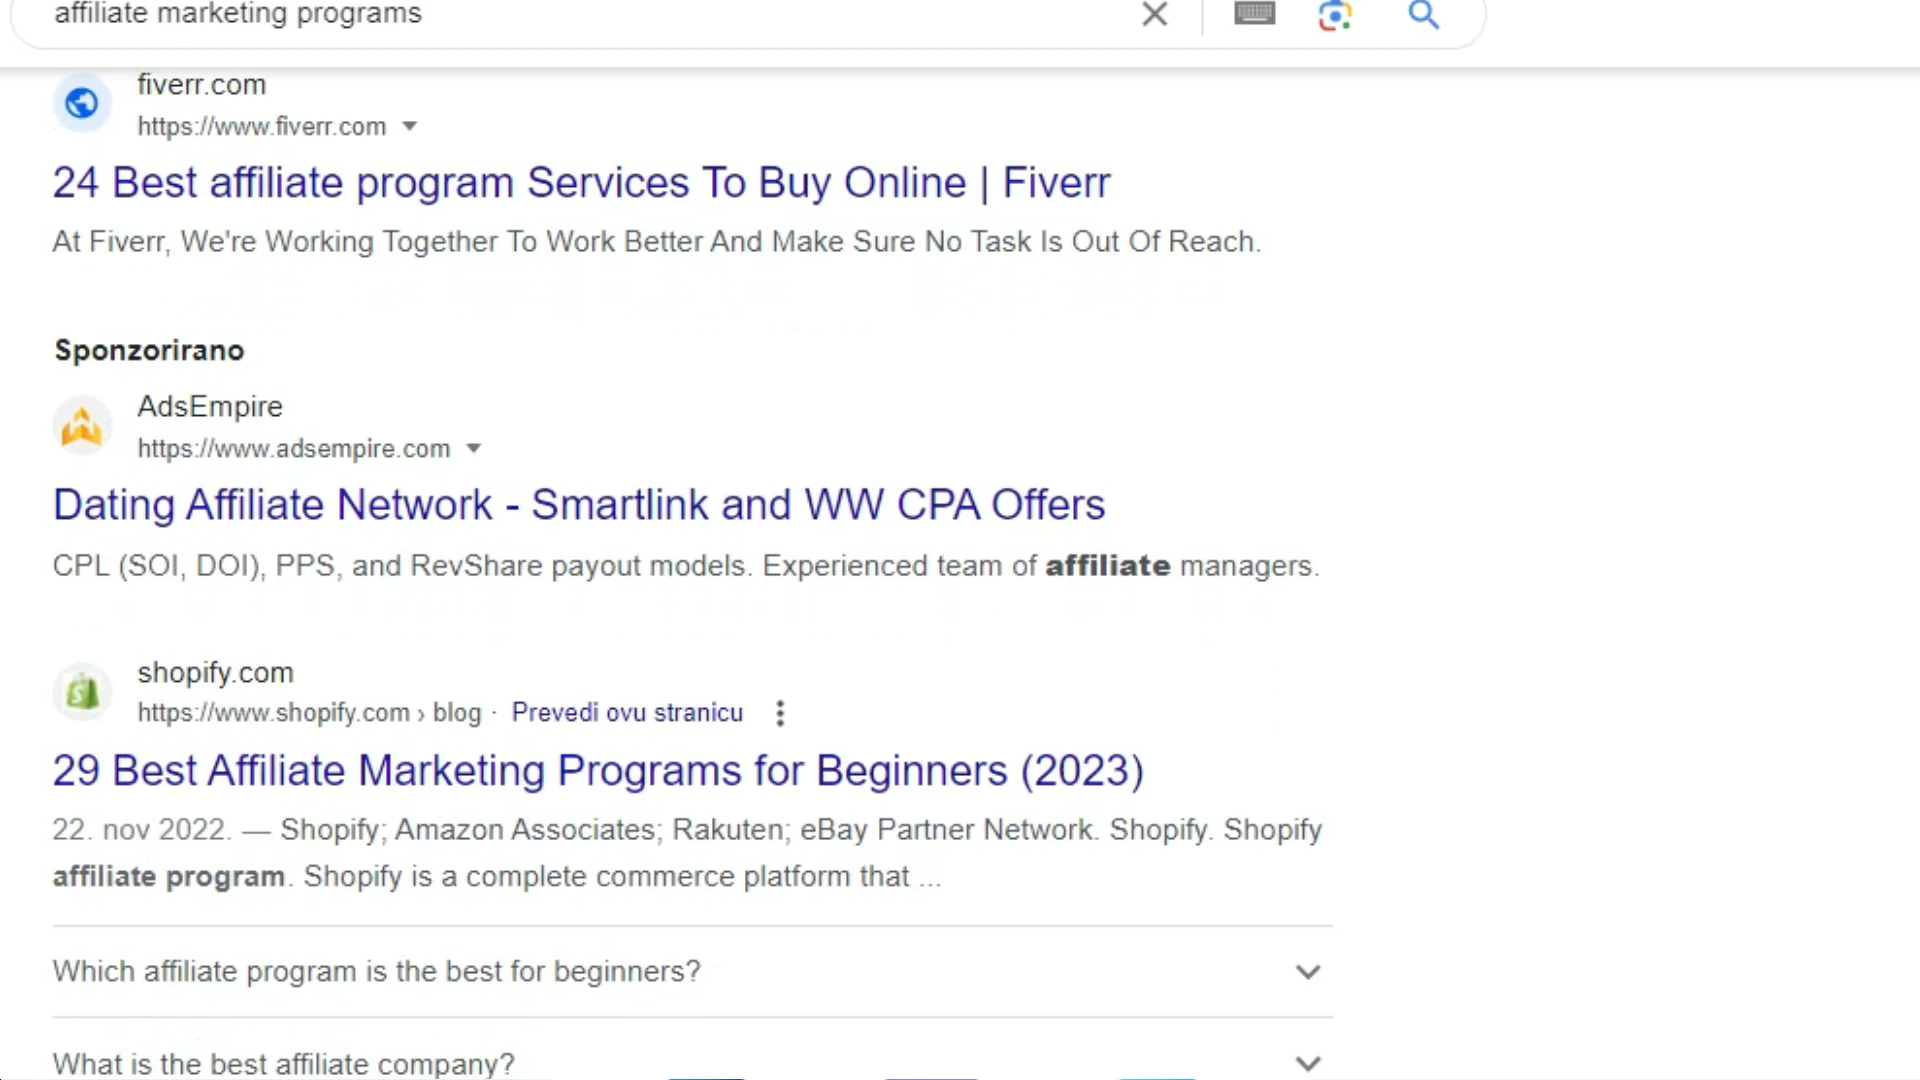 affiliate marketing programs
fiverr.com
https://www.fiverr.com
24 Best affiliate program Services To Buy Online | Fiverr
At Fiverr, We're Working Together To Work Better And Make Sure No Task Is Out Of Reach.
Sponzorirano
AdsEmpire
https://www.adsempire.com
Dating Affiliate Network - Smartlink and WW CPA Offers
CPL (SOI, DOI), PPS, and RevShare payout models. Experienced team of affiliate managers.
shopify.com
https://www.shopify.com › blog · Prevedi ovu stranicu
29 Best Affiliate Marketing Programs for Beginners (2023)
22. nov 2022. — Shopify; Amazon Associates; Rakuten; eBay Partner Network. Shopify. Shopify
affiliate program. Shopify is a complete commerce platform that ...
Which affiliate program is the best for beginners?
What is the best affiliate company?